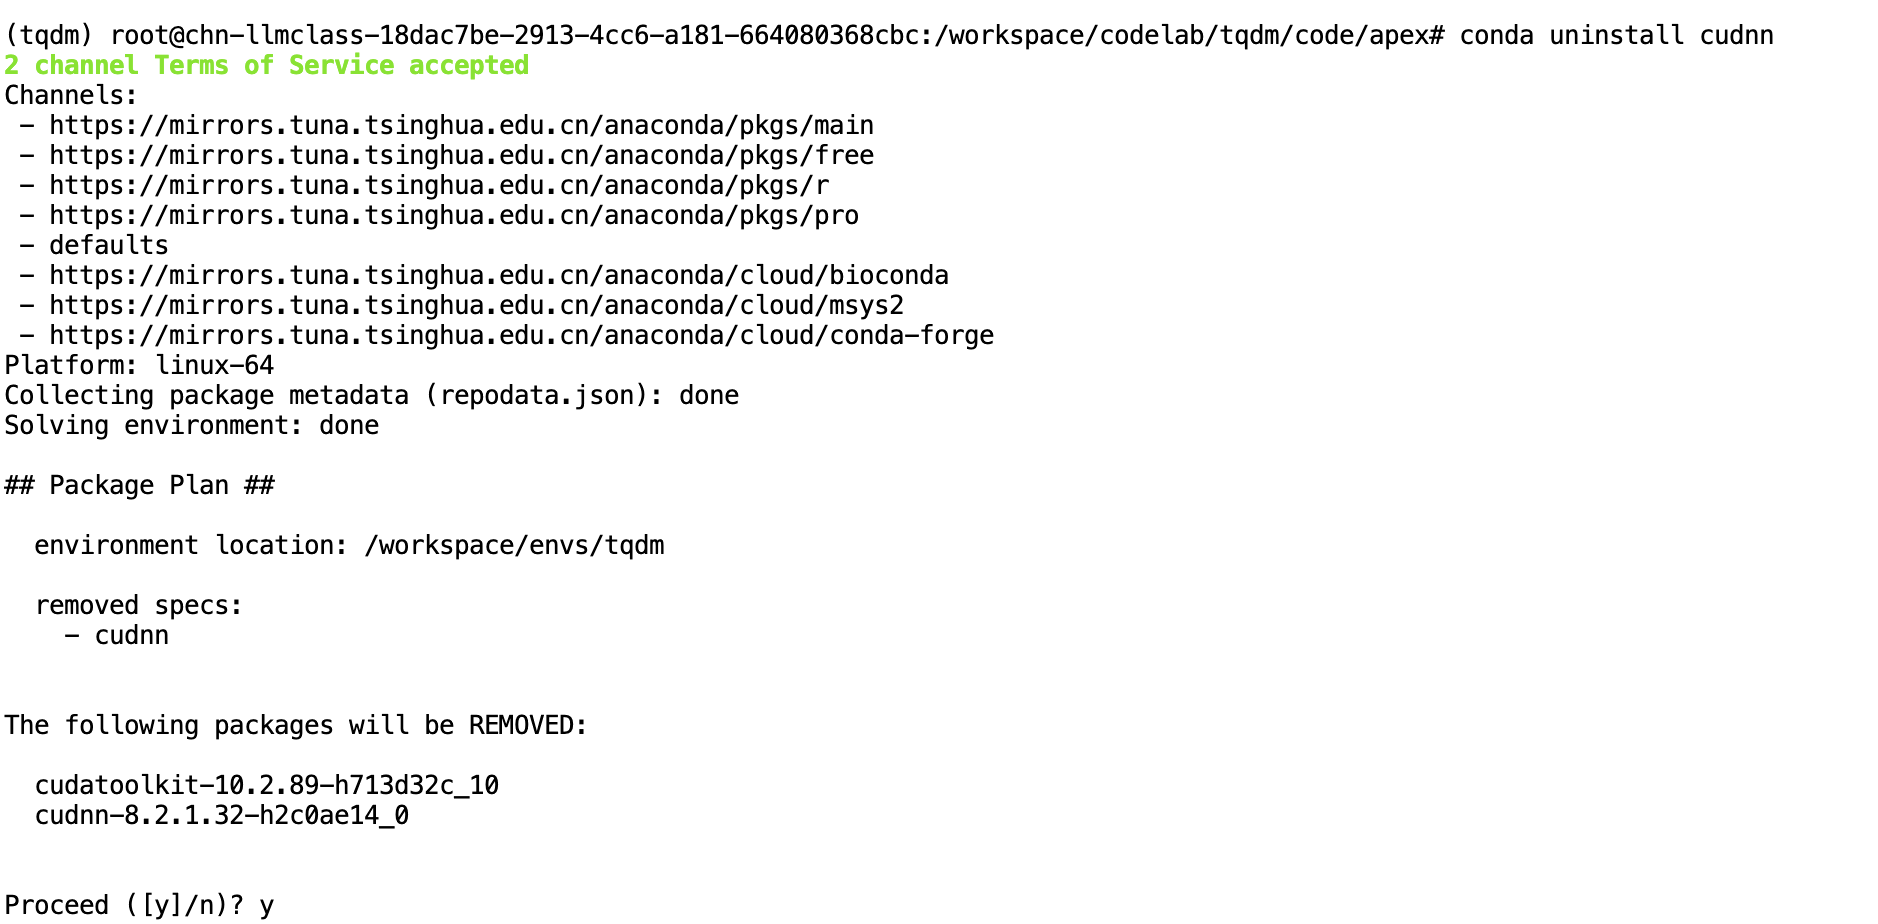 (tqdm) root@chn-llmclass-18dac7be-2913-4cc6-a181-664080368cbc:/workspace/codelab/tqdm/code/apex# conda uninstall cudnn
2 channel Terms of Service accepted
Channels:
 - https://mirrors.tuna.tsinghua.edu.cn/anaconda/pkgs/main
 - https://mirrors.tuna.tsinghua.edu.cn/anaconda/pkgs/free
 - https://mirrors.tuna.tsinghua.edu.cn/anaconda/pkgs/r
 - https://mirrors.tuna.tsinghua.edu.cn/anaconda/pkgs/pro
 - defaults
 - https://mirrors.tuna.tsinghua.edu.cn/anaconda/cloud/bioconda
 - https://mirrors.tuna.tsinghua.edu.cn/anaconda/cloud/msys2
 - https://mirrors.tuna.tsinghua.edu.cn/anaconda/cloud/conda-forge
Platform: linux-64
Collecting package metadata (repodata.json): done
Solving environment: done

## Package Plan ##

  environment location: /workspace/envs/tqdm

  removed specs:
    - cudnn


The following packages will be REMOVED:

  cudatoolkit-10.2.89-h713d32c_10
  cudnn-8.2.1.32-h2c0ae14_0


Proceed ([y]/n)? y